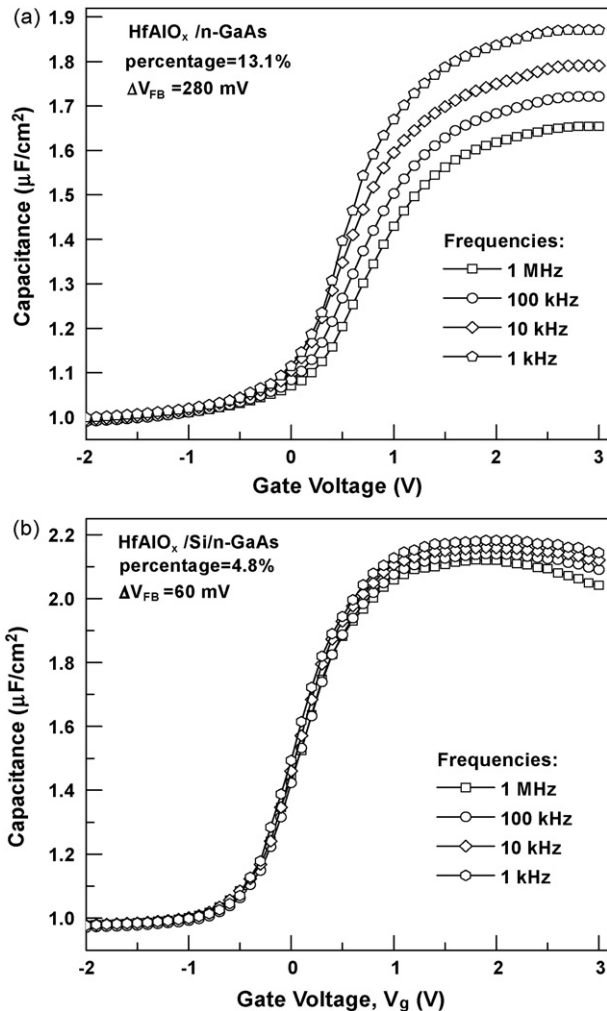 (a)
HfAlOₓ /n-GaAs
percentage=13.1%
ΔV_FB =280 mV
Capacitance (μF/cm²)
1.9
1.8
1.7
1.6
1.5
1.4
1.3
1.2
1.1
1.0
Frequencies:
1 MHz
100 kHz
10 kHz
1 kHz
-2 -1 0 1 2 3
Gate Voltage (V)
(b)
HfAlOₓ /Si/n-GaAs
percentage=4.8%
ΔV_FB =60 mV
Capacitance (μF/cm²)
2.2
2.0
1.8
1.6
1.4
1.2
1.0
Frequencies:
1 MHz
100 kHz
10 kHz
1 kHz
-2 -1 0 1 2 3
Gate Voltage, V_g (V)